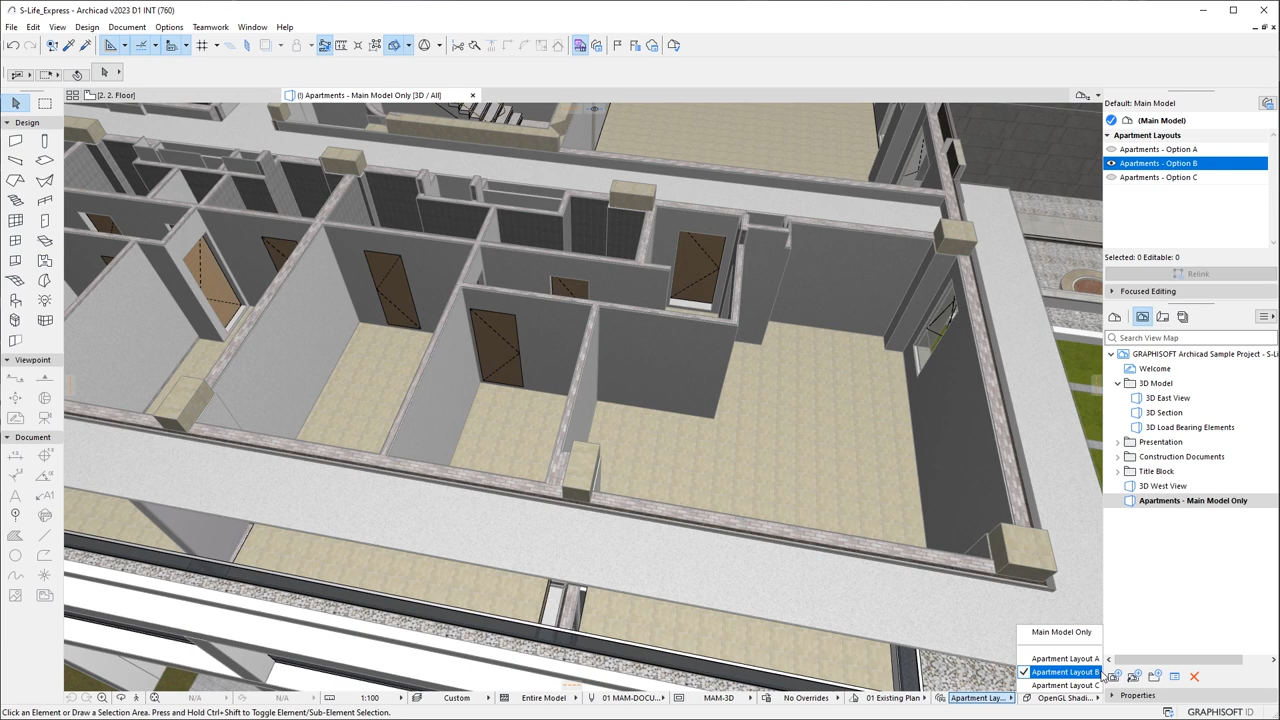 S-Life_Express - Archicad v2023 D1 INT (760)
File Edit View Design Document Options Teamwork Window Help
[2. 2. Floor]
(!) Apartments - Main Model Only [3D / All]
Default: Main Model
(Main Model)
Design
Apartment Layouts
Apartments - Option A
Apartments - Option B
Apartments - Option C
Selected: 0 Editable: 0
Relink
Focused Editing
Search View Map
GRAPHISOFT Archicad Sample Project - S-Li
Viewpoint
Welcome
3D Model
3D East View
3D Section
3D Load Bearing Elements
Document
Presentation
Construction Documents
Title Block
3D West View
Apartments - Main Model Only
A
A1
Main Model Only
Apartment Layout A
Apartment Layout B
Apartment Layout C
Properties
N/A N/A 1:100 Custom Entire Model 01 MAM-DOCU... MAM-3D No Overrides 01 Existing Plan Apartment Lay... OpenGL Shadi...
Click an Element or Draw a Selection Area. Press and Hold Ctrl+Shift to Toggle Element/Sub-Element Selection.
GRAPHISOFT ID